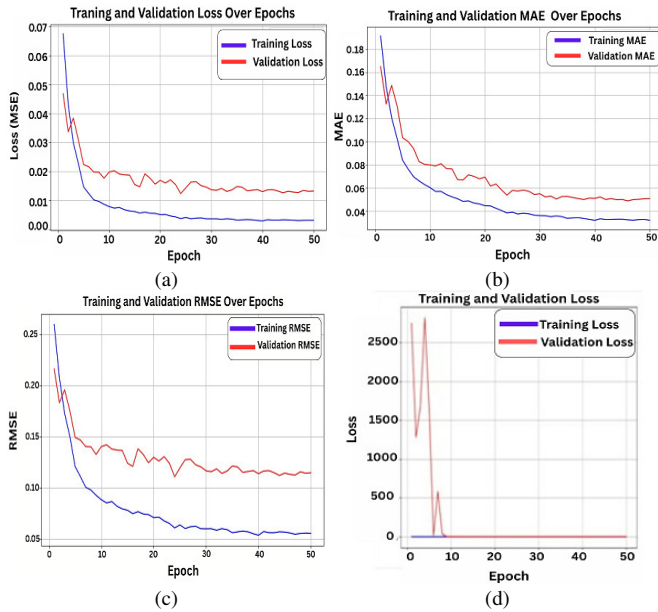 Training and Validation Loss Over Epochs
0.07
0.06
0.05
0.04
0.03
0.02
0.01
0.00
Loss (MSE)
Training Loss
Validation Loss
0 10 20 30 40 50
Epoch
(a)
Training and Validation MAE Over Epochs
0.18
0.16
0.14
0.12
0.10
0.08
0.06
0.04
MAE
Training MAE
Validation MAE
0 10 20 30 40 50
Epoch
(b)
Training and Validation RMSE Over Epochs
0.25
0.20
0.15
0.10
0.05
RMSE
Training RMSE
Validation RMSE
0 10 20 30 40 50
Epoch
(c)
Training and Validation Loss
2500
2000
1500
1000
500
0
Loss
Training Loss
Validation Loss
0 10 20 30 40 50
Epoch
(d)